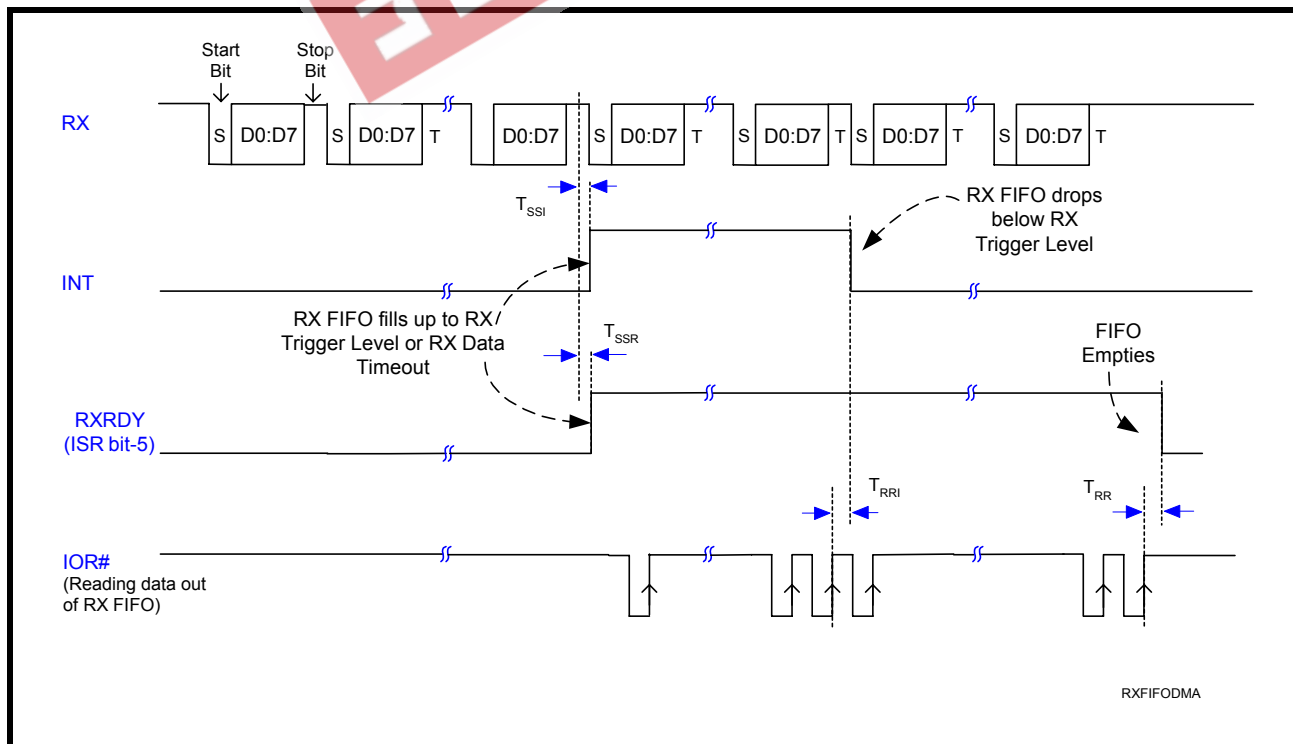 Start
Bit
Stop
Bit
RX
S D0:D7 S D0:D7 T D0:D7 S D0:D7 T S D0:D7 T S D0:D7 T S D0:D7 T
TSSI
RX FIFO drops
below RX
Trigger Level
INT
RX FIFO fills up to RX
Trigger Level or RX Data
Timeout
TSSR
FIFO
Empties
RXRDY
(ISR bit-5)
TRRI
TRR
IOR#
(Reading data out
of RX FIFO)
RXFIFODMA